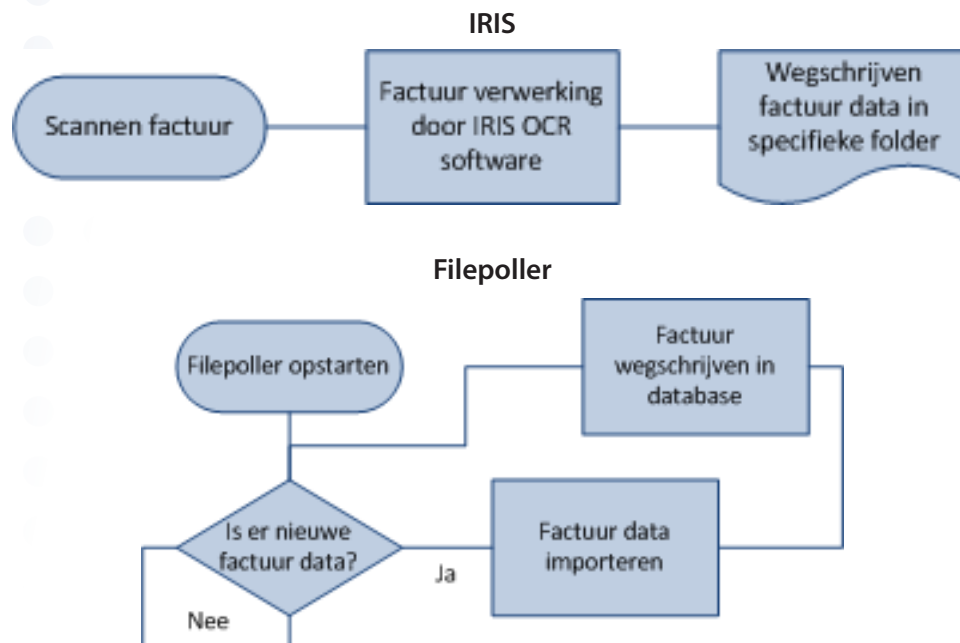 IRIS
Scannen factuur
Factuur verwerking
door IRIS OCR
software
Wegschrijven
factuur data in
specifieke folder
Filepoller
Filepoller opstarten
Factuur
wegschrijven in
database
Is er nieuwe
factuur data?
Ja
Factuur data
importeren
Nee